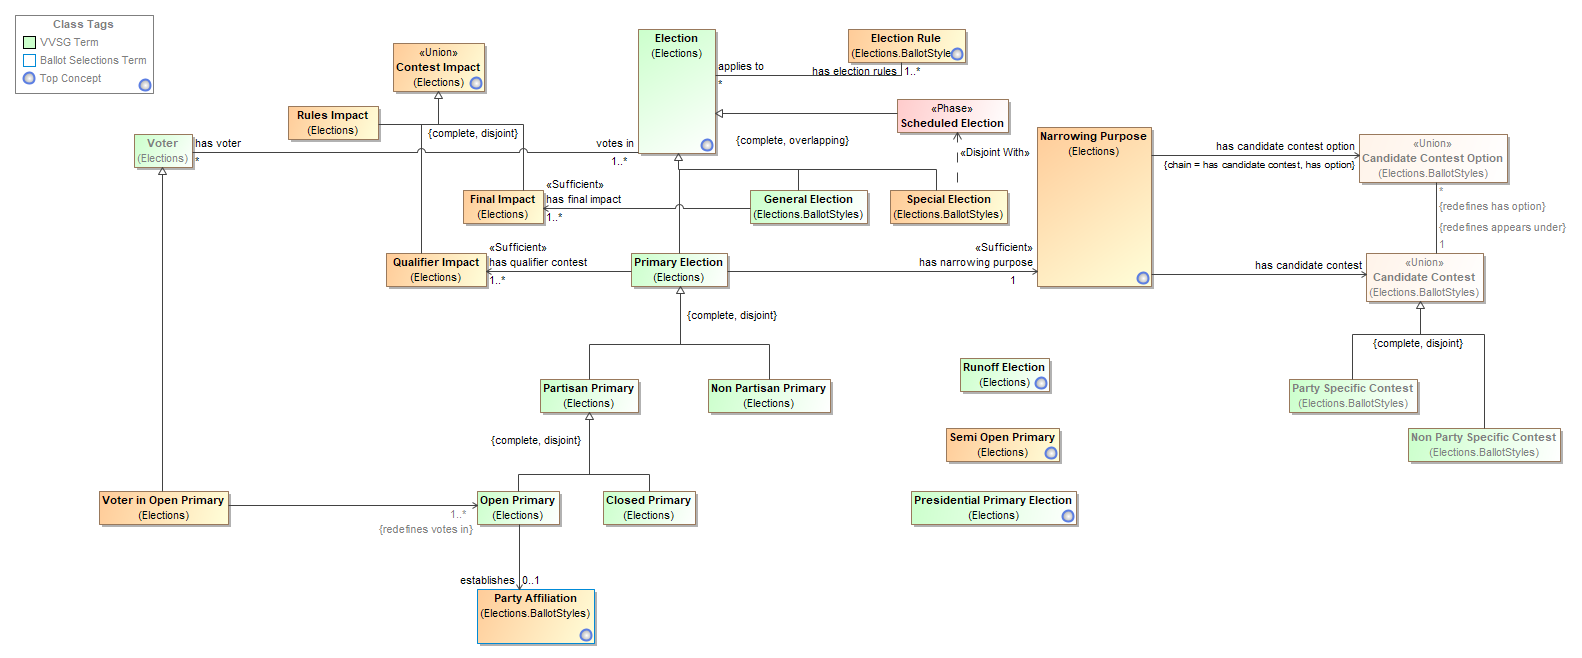 Class Tags
VVSG Term
Ballot Selections Term
Top Concept
«Union»
Contest Impact
(Elections)
Rules Impact
(Elections)
{complete, disjoint}
Voter
(Elections)
has voter
*
votes in
1..*
Election
(Elections)
applies to
*
has election rules
1..*
Election Rule
(Elections.BallotStyle
«Phase»
Scheduled Election
{complete, overlapping}
«Disjoint With»
Final Impact
(Elections)
«Sufficient»
has final impact
1..*
General Election
(Elections.BallotStyles)
Special Election
(Elections.BallotStyles)
Narrowing Purpose
(Elections)
has candidate contest option
{chain = has candidate contest, has option}
«Union»
Candidate Contest Option
(Elections.BallotStyles)
*
{redefines has option}
{redefines appears under}
1
Qualifier Impact
(Elections)
«Sufficient»
has qualifier contest
1..*
Primary Election
(Elections)
«Sufficient»
has narrowing purpose
1
has candidate contest
«Union»
Candidate Contest
(Elections.BallotStyles)
{complete, disjoint}
{complete, disjoint}
Partisan Primary
(Elections)
Non Partisan Primary
(Elections)
Runoff Election
(Elections)
Party Specific Contest
(Elections.BallotStyles)
Non Party Specific Contest
(Elections.BallotStyles)
{complete, disjoint}
Semi Open Primary
(Elections)
Voter in Open Primary
(Elections)
1..*
{redefines votes in}
Open Primary
(Elections)
Closed Primary
(Elections)
Presidential Primary Election
(Elections)
establishes
0..1
Party Affiliation
(Elections.BallotStyles)